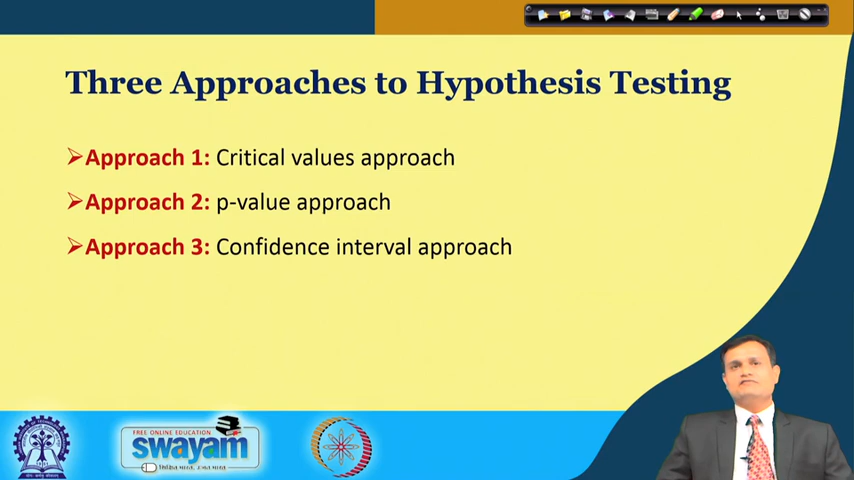 Three Approaches to Hypothesis Testing
➢Approach 1: Critical values approach
➢Approach 2: p-value approach
➢Approach 3: Confidence interval approach
FREE ONLINE EDUCATION
swayam